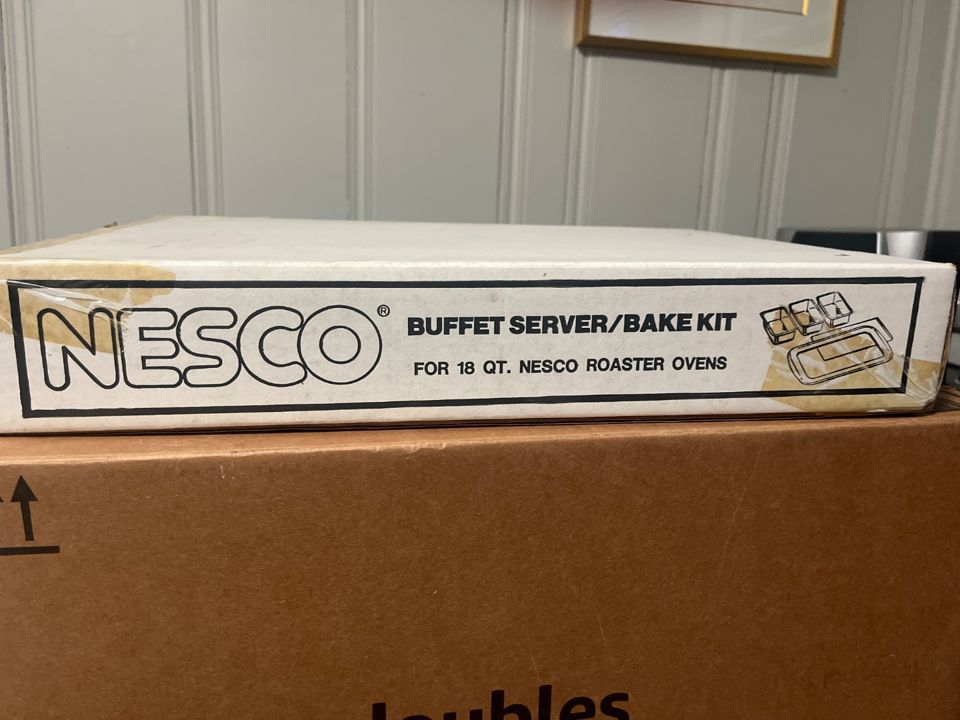 NESCO®
BUFFET SERVER/BAKE KIT
FOR 18 QT. NESCO ROASTER OVENS